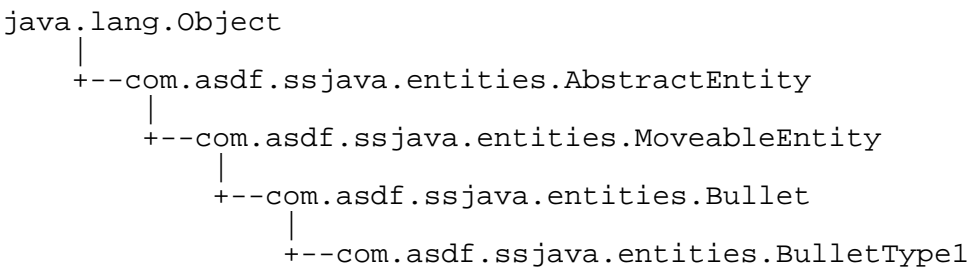 java.lang.Object
|
+--com.asdf.ssjava.entities.AbstractEntity
|
+--com.asdf.ssjava.entities.MoveableEntity
|
+--com.asdf.ssjava.entities.Bullet
|
+--com.asdf.ssjava.entities.BulletType1